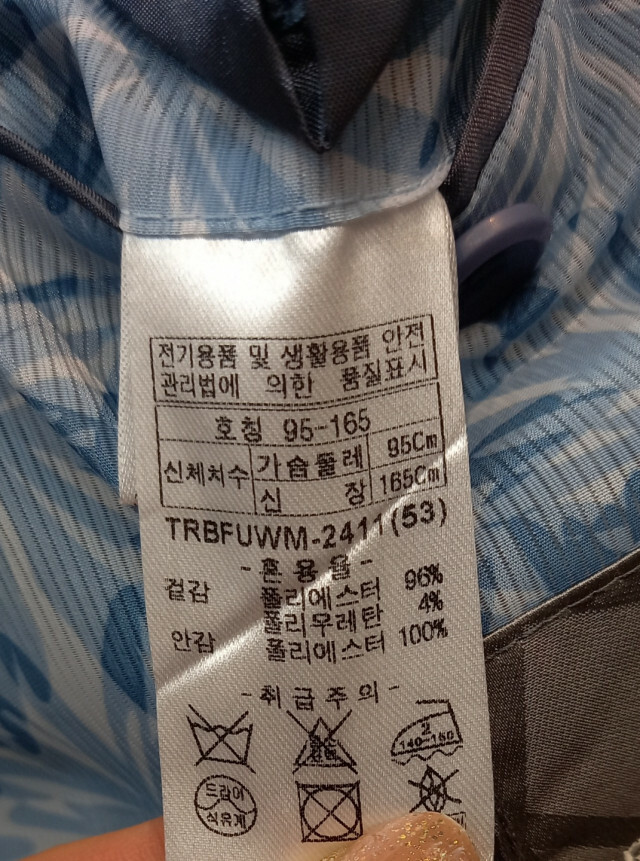 전기용품 및 생활용품 안전
관리법에 의한 품질표시
호칭 95-165
신체치수 가슴둘레 95Cm
신 장 165Cm
TRBFUWM-2411(53)
- 혼 용 율 -
겉감 폴리에스터 96%
폴리우레탄 4%
안감 폴리에스터 100%
- 취 급 주 의 -
2
140~160
드라이
석유계